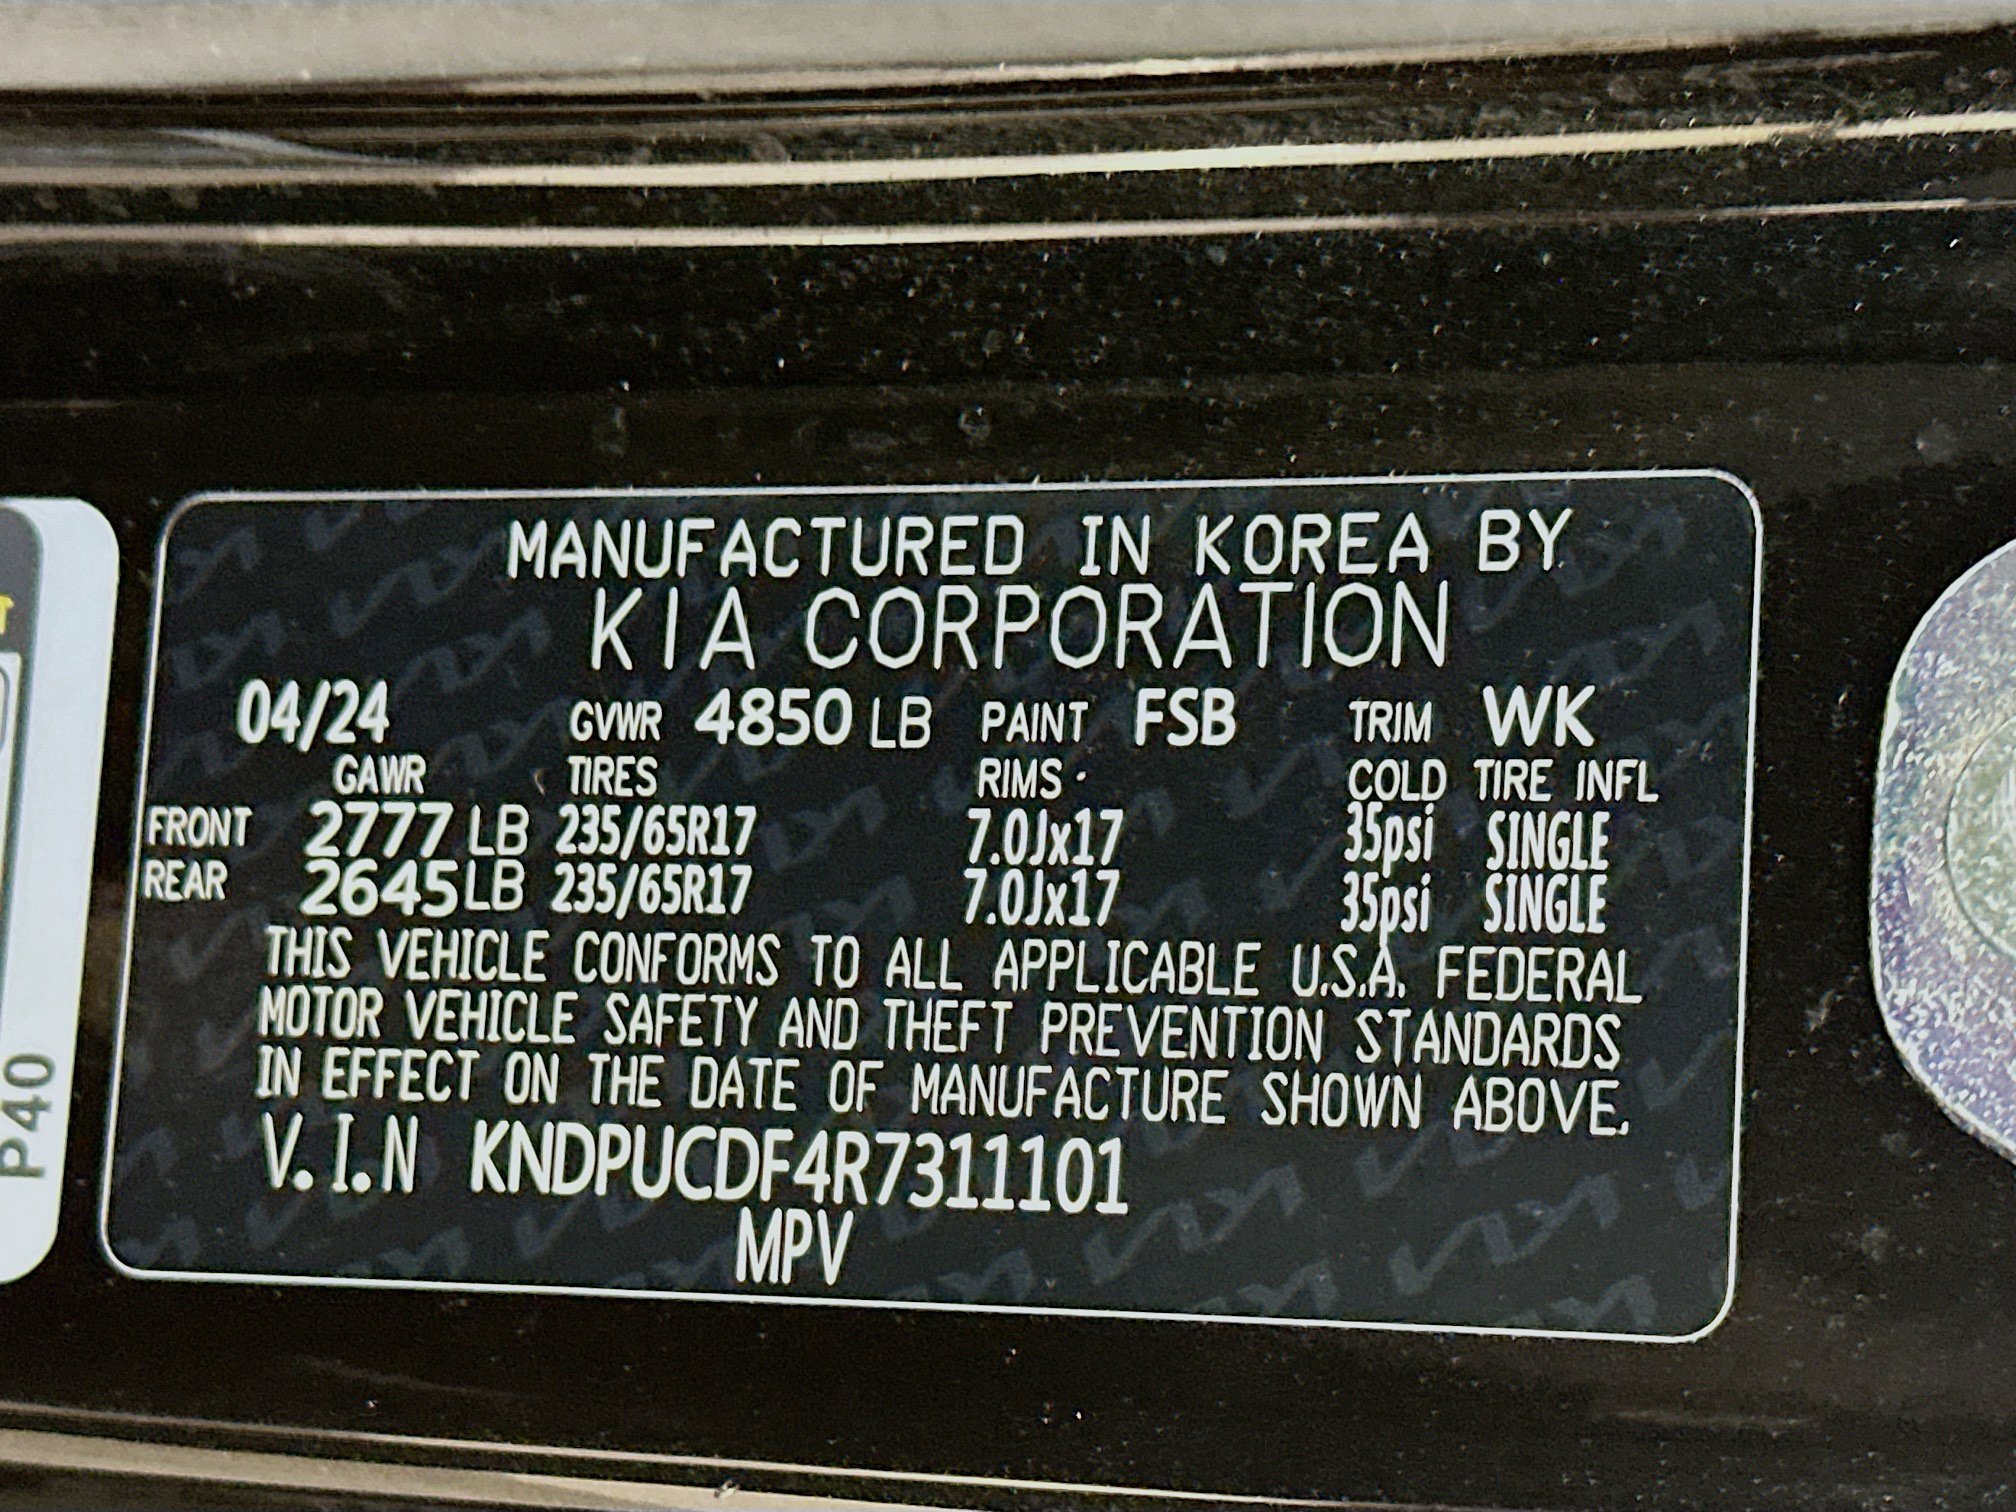 MANUFACTURED IN KOREA BY
KIA CORPORATION
04/24 GVWR 4850 LB PAINT FSB TRIM WK
GAWR TIRES RIMS COLD TIRE INFL
FRONT 2777 LB 235/65R17 7.0Jx17 35psi SINGLE
REAR 2645 LB 235/65R17 7.0Jx17 35psi SINGLE
THIS VEHICLE CONFORMS TO ALL APPLICABLE U.S.A. FEDERAL
MOTOR VEHICLE SAFETY AND THEFT PREVENTION STANDARDS
IN EFFECT ON THE DATE OF MANUFACTURE SHOWN ABOVE.
V.I.N KNDPUCDF4R7311101
MPV
P40